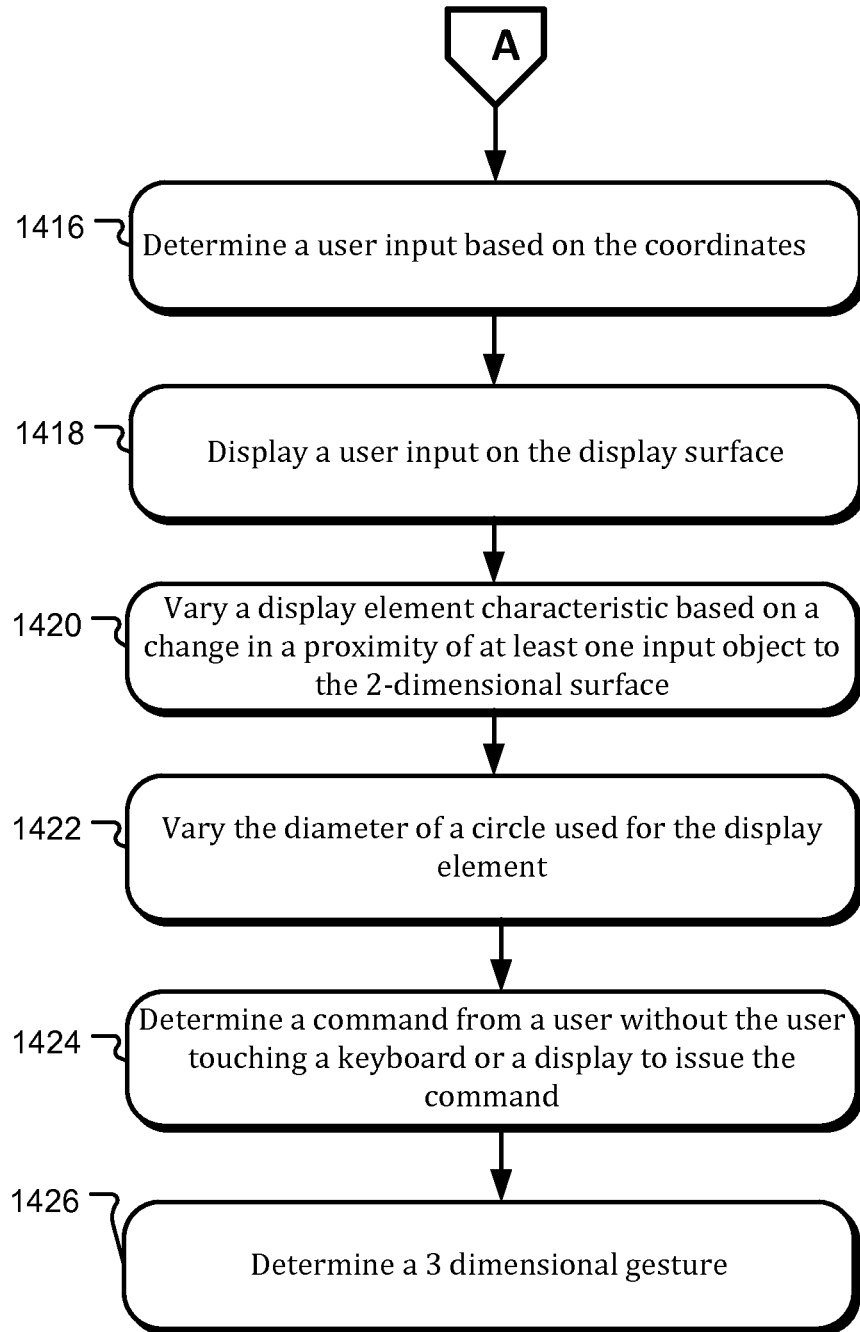 A
1416
Determine a user input based on the coordinates
1418
Display a user input on the display surface
1420
Vary a display element characteristic based on a
change in a proximity of at least one input object to
the 2-dimensional surface
1422
Vary the diameter of a circle used for the display
element
1424
Determine a command from a user without the user
touching a keyboard or a display to issue the
command
1426
Determine a 3 dimensional gesture